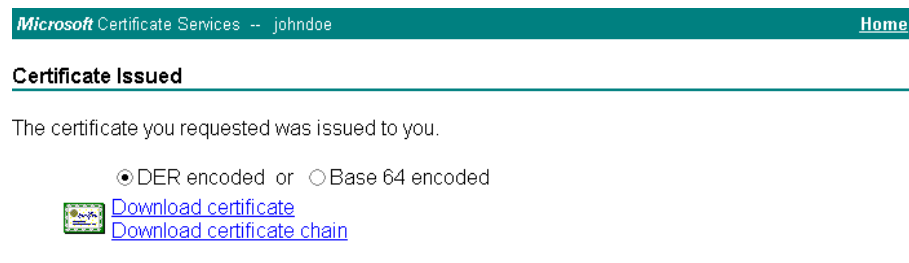 Microsoft Certificate Services -- johndoe Home
Certificate Issued
The certificate you requested was issued to you.
DER encoded or Base 64 encoded
Download certificate
Download certificate chain